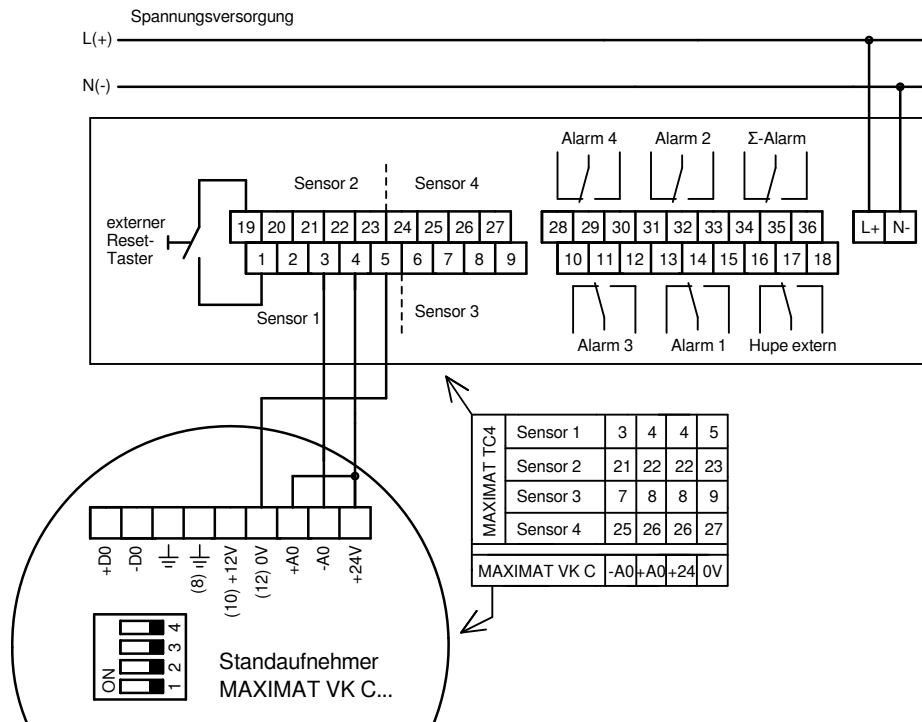 Spannungsversorgung
L(+)
N(-)
Alarm 4 Alarm 2 Σ-Alarm
Sensor 2 Sensor 4
externer
Reset-
Taster
19 20 21 22 23 24 25 26 27 28 29 30 31 32 33 34 35 36 L+ N-
1 2 3 4 5 6 7 8 9 10 11 12 13 14 15 16 17 18
Sensor 1 Sensor 3
Alarm 3 Alarm 1 Hupe extern
MAXIMAT TC4
Sensor 1 3 4 4 5
Sensor 2 21 22 22 23
Sensor 3 7 8 8 9
Sensor 4 25 26 26 27
MAXIMAT VK C -A0 +A0 +24 0V
+D0
-D0
(8)
(10) +12V
(12) 0V
+A0
-A0
+24V
ON
4
3
2
1
Standaufnehmer
MAXIMAT VK C...